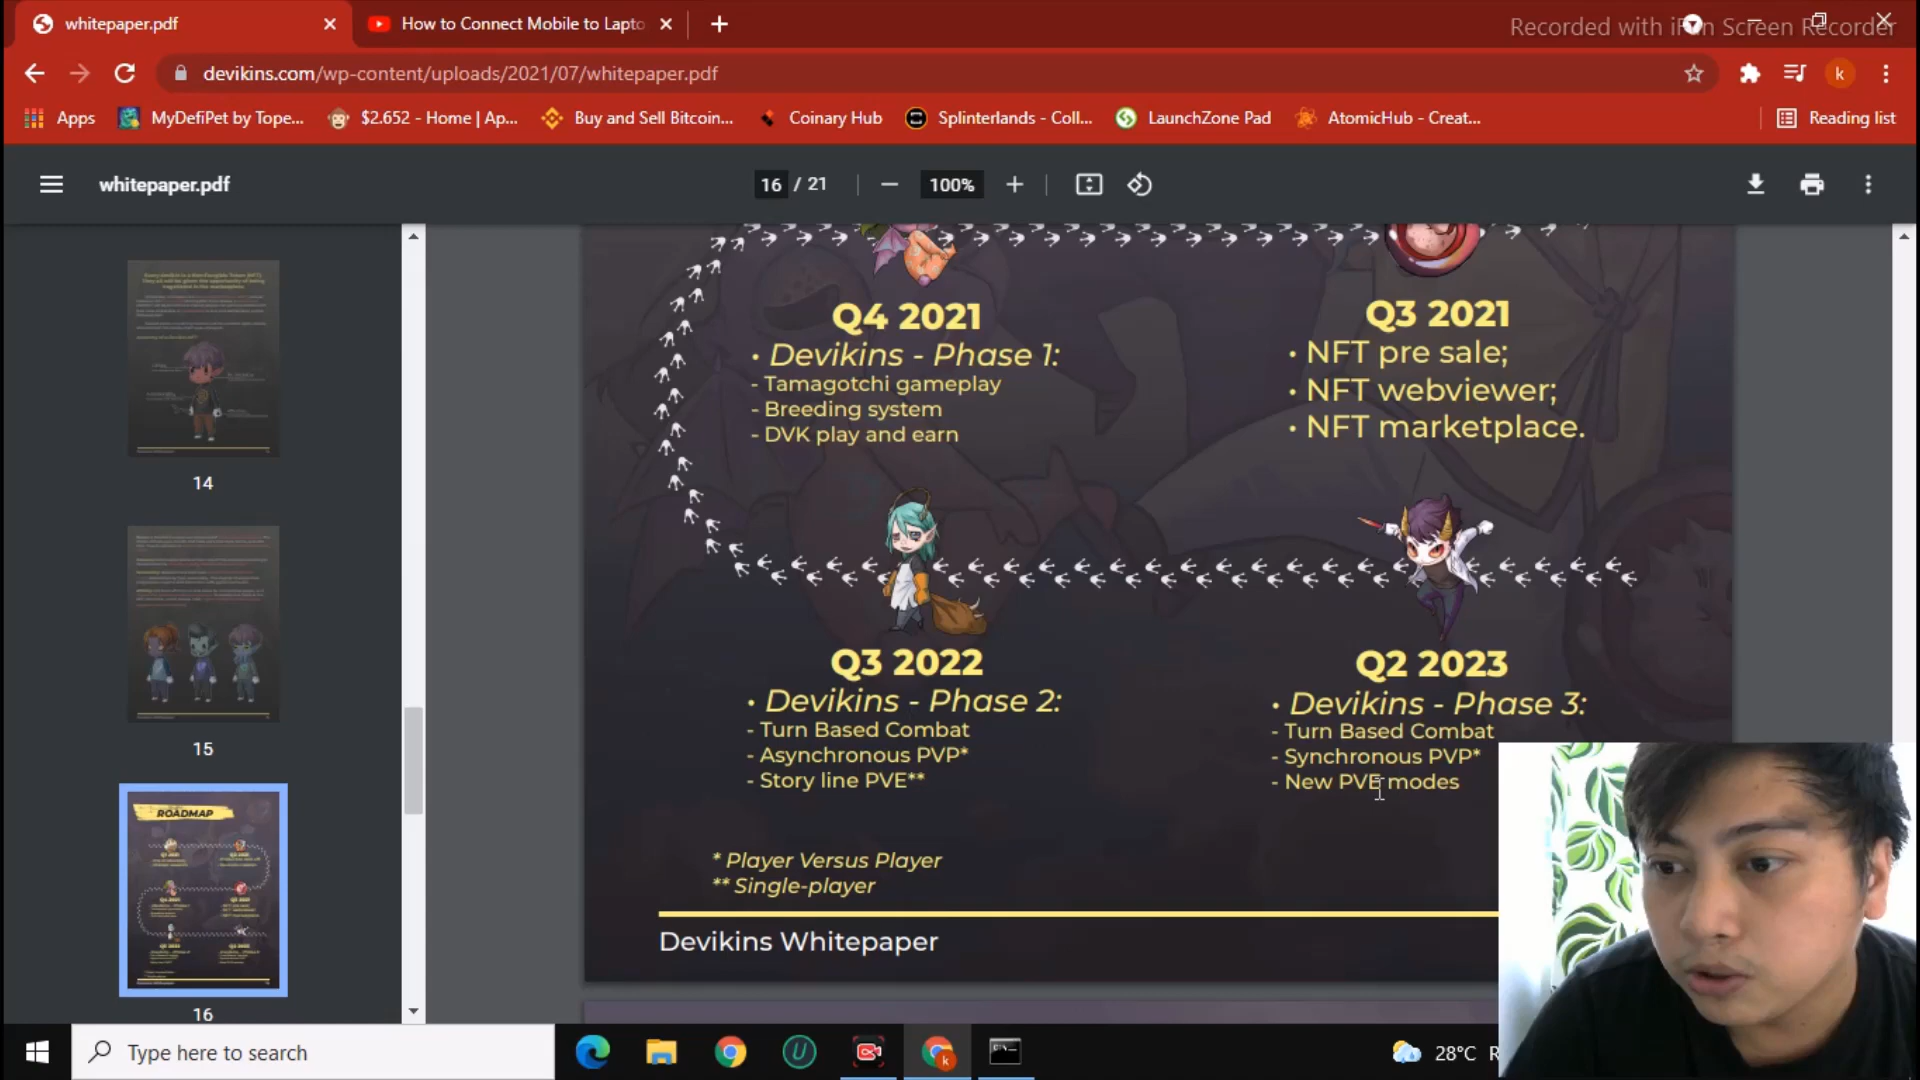 whitepaper.pdf
How to Connect Mobile to Lapto
Recorded with iFun Screen Recorder
devikins.com/wp-content/uploads/2021/07/whitepaper.pdf
k
Apps
MyDefiPet by Tope...
$2.652 - Home | Ap...
Buy and Sell Bitcoin...
Coinary Hub
Splinterlands - Coll...
LaunchZone Pad
AtomicHub - Creat...
Reading list
whitepaper.pdf
16 / 21
100%
14
15
ROADMAP
16
Q4 2021
• Devikins - Phase 1:
- Tamagotchi gameplay
- Breeding system
- DVK play and earn
Q3 2021
• NFT pre sale;
• NFT webviewer;
• NFT marketplace.
Q3 2022
• Devikins - Phase 2:
- Turn Based Combat
- Asynchronous PVP*
- Story line PVE**
Q2 2023
• Devikins - Phase 3:
- Turn Based Combat
- Synchronous PVP*
- New PVE modes
* Player Versus Player
** Single-player
Devikins Whitepaper
Type here to search
28°C R